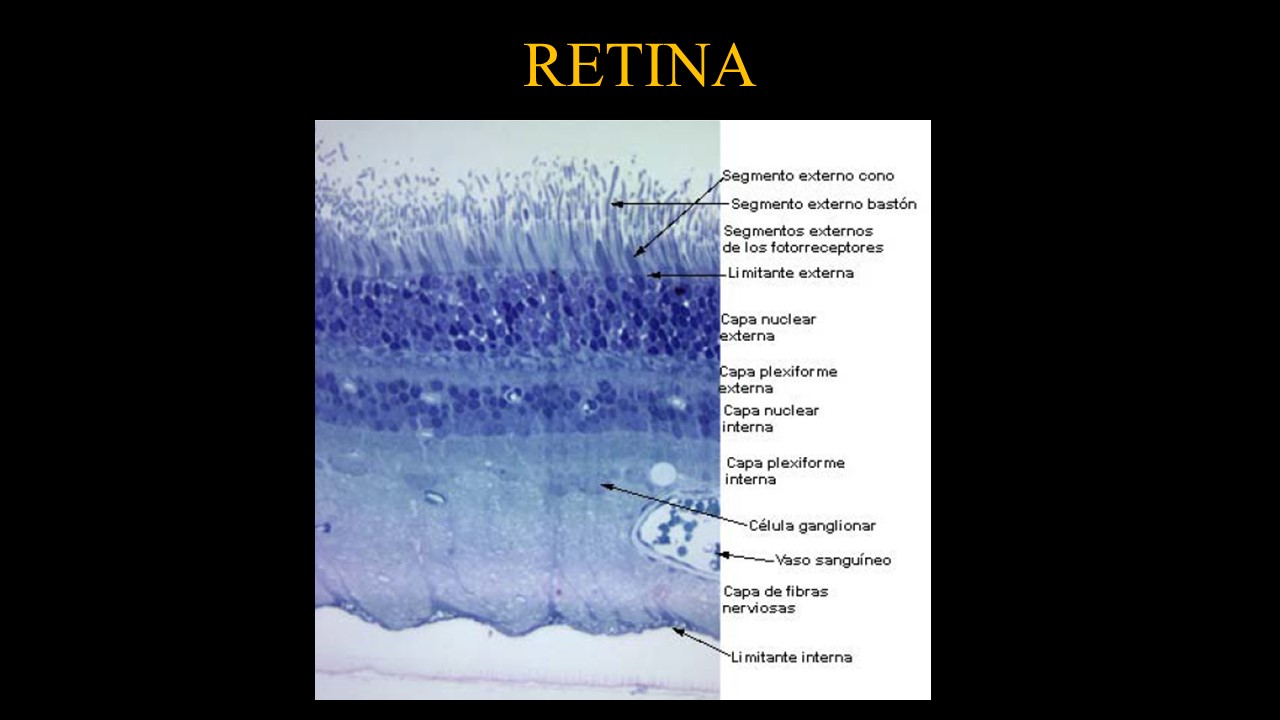 RETINA
Segmento externo cono
Segmento externo bastón
Segmentos externos
de los fotorreceptores
Limitante externa
Capa nuclear
externa
Capa plexiforme
externa
Capa nuclear
interna
Capa plexiforme
interna
Célula ganglionar
Vaso sanguíneo
Capa de fibras
nerviosas
Limitante interna